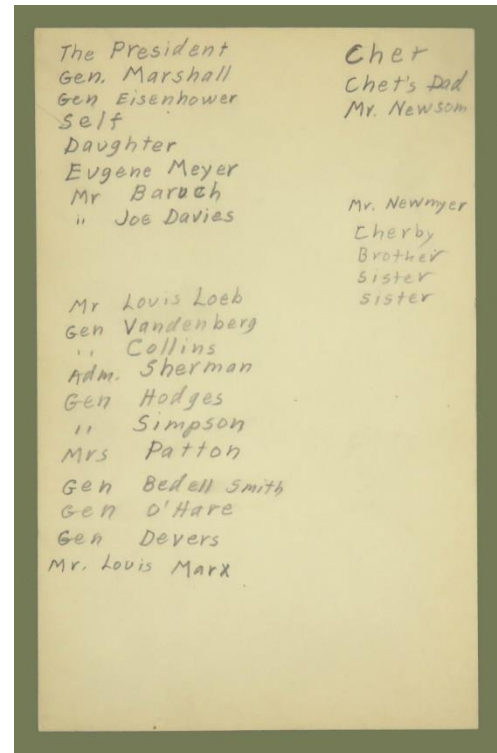 The President
Gen. Marshall
Gen Eisenhower
Self
Daughter
Eugene Meyer
Mr Baruch
" Joe Davies
Mr Louis Loeb
Gen Vandenberg
" Collins
Adm. Sherman
Gen Hodges
" Simpson
Mrs Patton
Gen Bedell Smith
Gen O'Hare
Gen Devers
Mr. Louis Marx
Chet
Chet's Dad
Mr. Newsom
Mr. Newmyer
Cherby
Brother
Sister
Sister